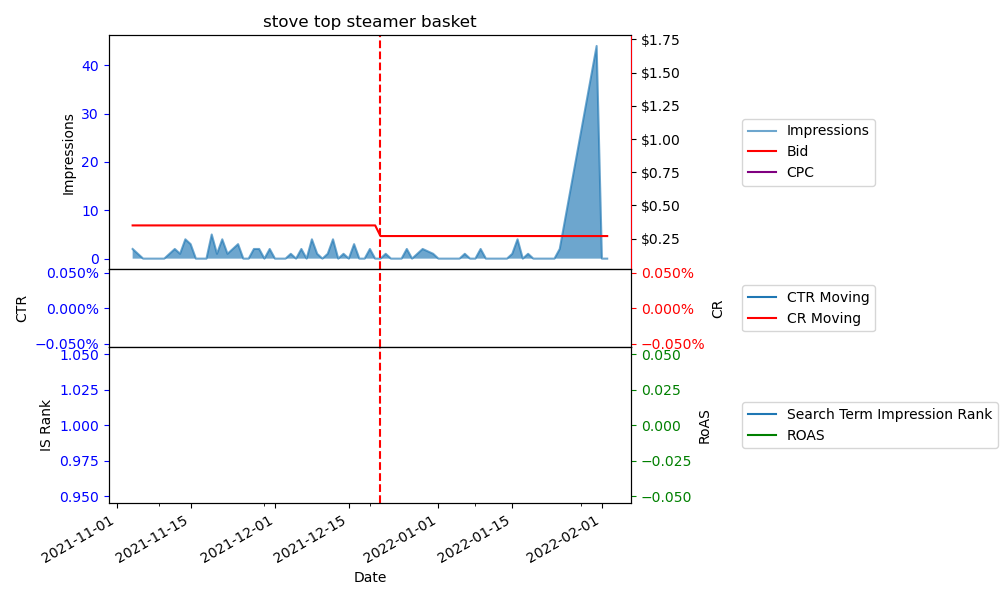 stove top steamer basket
Impressions
40
30
20
10
0
$1.75
$1.50
$1.25
$1.00
$0.75
$0.50
$0.25
Impressions
Bid
CPC
CTR
0.050%
0.000%
−0.050%
0.050%
0.000%
−0.050%
CR
CTR Moving
CR Moving
IS Rank
1.050
1.025
1.000
0.975
0.950
0.050
0.025
0.000
−0.025
−0.050
RoAS
Search Term Impression Rank
ROAS
2021-11-01
2021-11-15
2021-12-01
2021-12-15
2022-01-01
2022-01-15
2022-02-01
Date